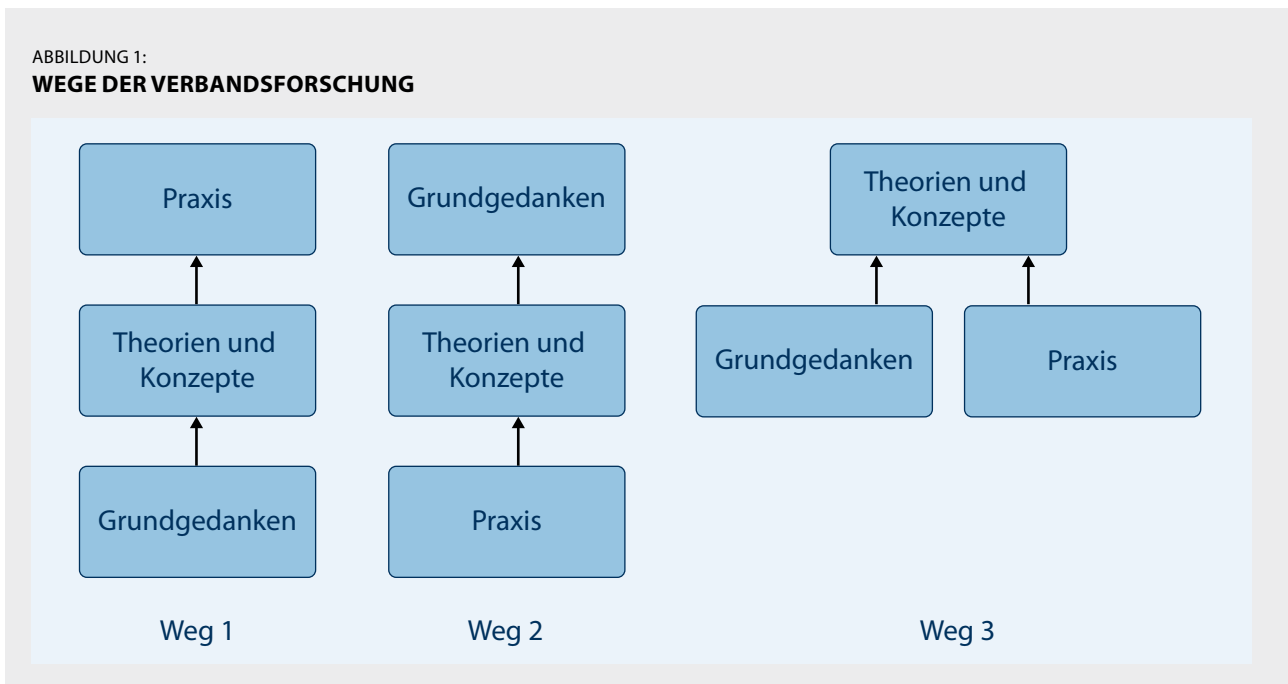 ABBILDUNG 1:
WEGE DER VERBANDSFORSCHUNG
Praxis
Theorien und
Konzepte
Grundgedanken
Weg 1
Grundgedanken
Theorien und
Konzepte
Praxis
Weg 2
Theorien und
Konzepte
Grundgedanken
Praxis
Weg 3